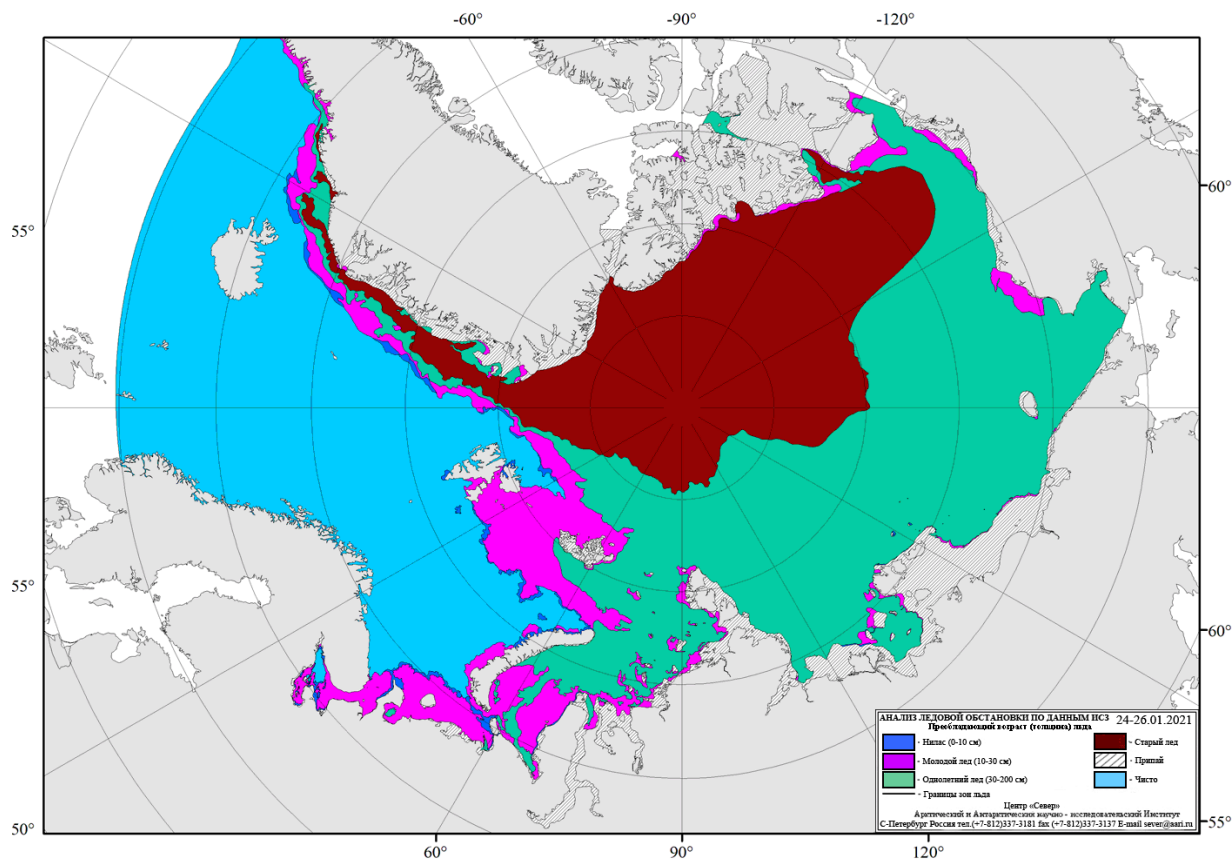 -60° -90° -120°
60°
55°
55°
60°
50°
55°
60° 90° 120°
АНАЛИЗ ЛЕДОВОЙ ОБСТАНОВКИ ПО ДАННЫМ ИСЗ 24-26.01.2021
Преобладающий возраст (толщина) льда
- Нилас (0-10 см) - Старый лед
- Молодой лед (10-30 см) - Припай
- Однолетний лед (30-200 см) - Чисто
- Границы зон льда
Центр «Север»
Арктический и Антарктический научно - исследовательский Институт
С-Петербург Россия тел.(+7-812)337-3181 fax (+7-812)337-3137 E-mail sever@aari.ru